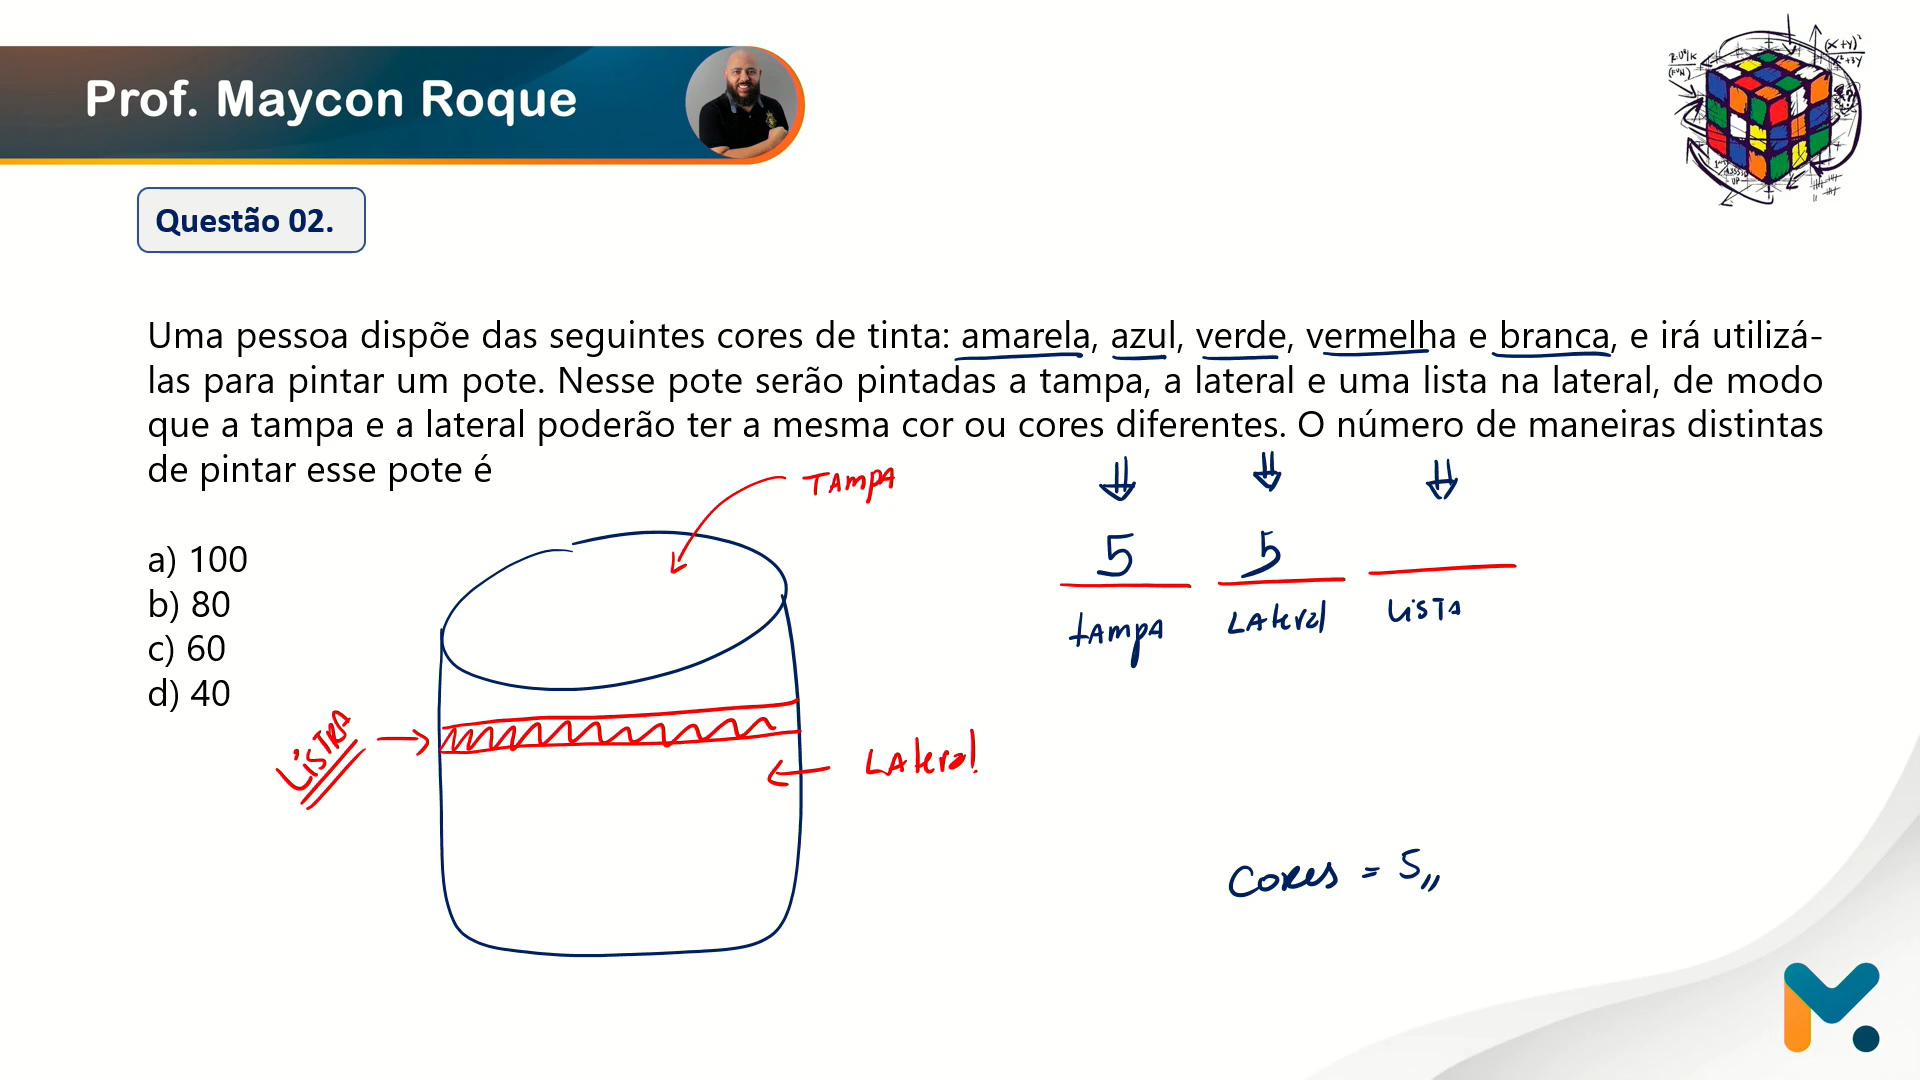 Prof. Maycon Roque
Questão 02.
Uma pessoa dispõe das seguintes cores de tinta: amarela, azul, verde, vermelha e branca, e irá utilizá-
las para pintar um pote. Nesse pote serão pintadas a tampa, a lateral e uma lista na lateral, de modo
que a tampa e a lateral poderão ter a mesma cor ou cores diferentes. O número de maneiras distintas
de pintar esse pote é
a) 100
b) 80
c) 60
d) 40
TAMPA
LISTRA
LAteral
5 5
tAmpA LAteral LISTA
CORES = 5,,